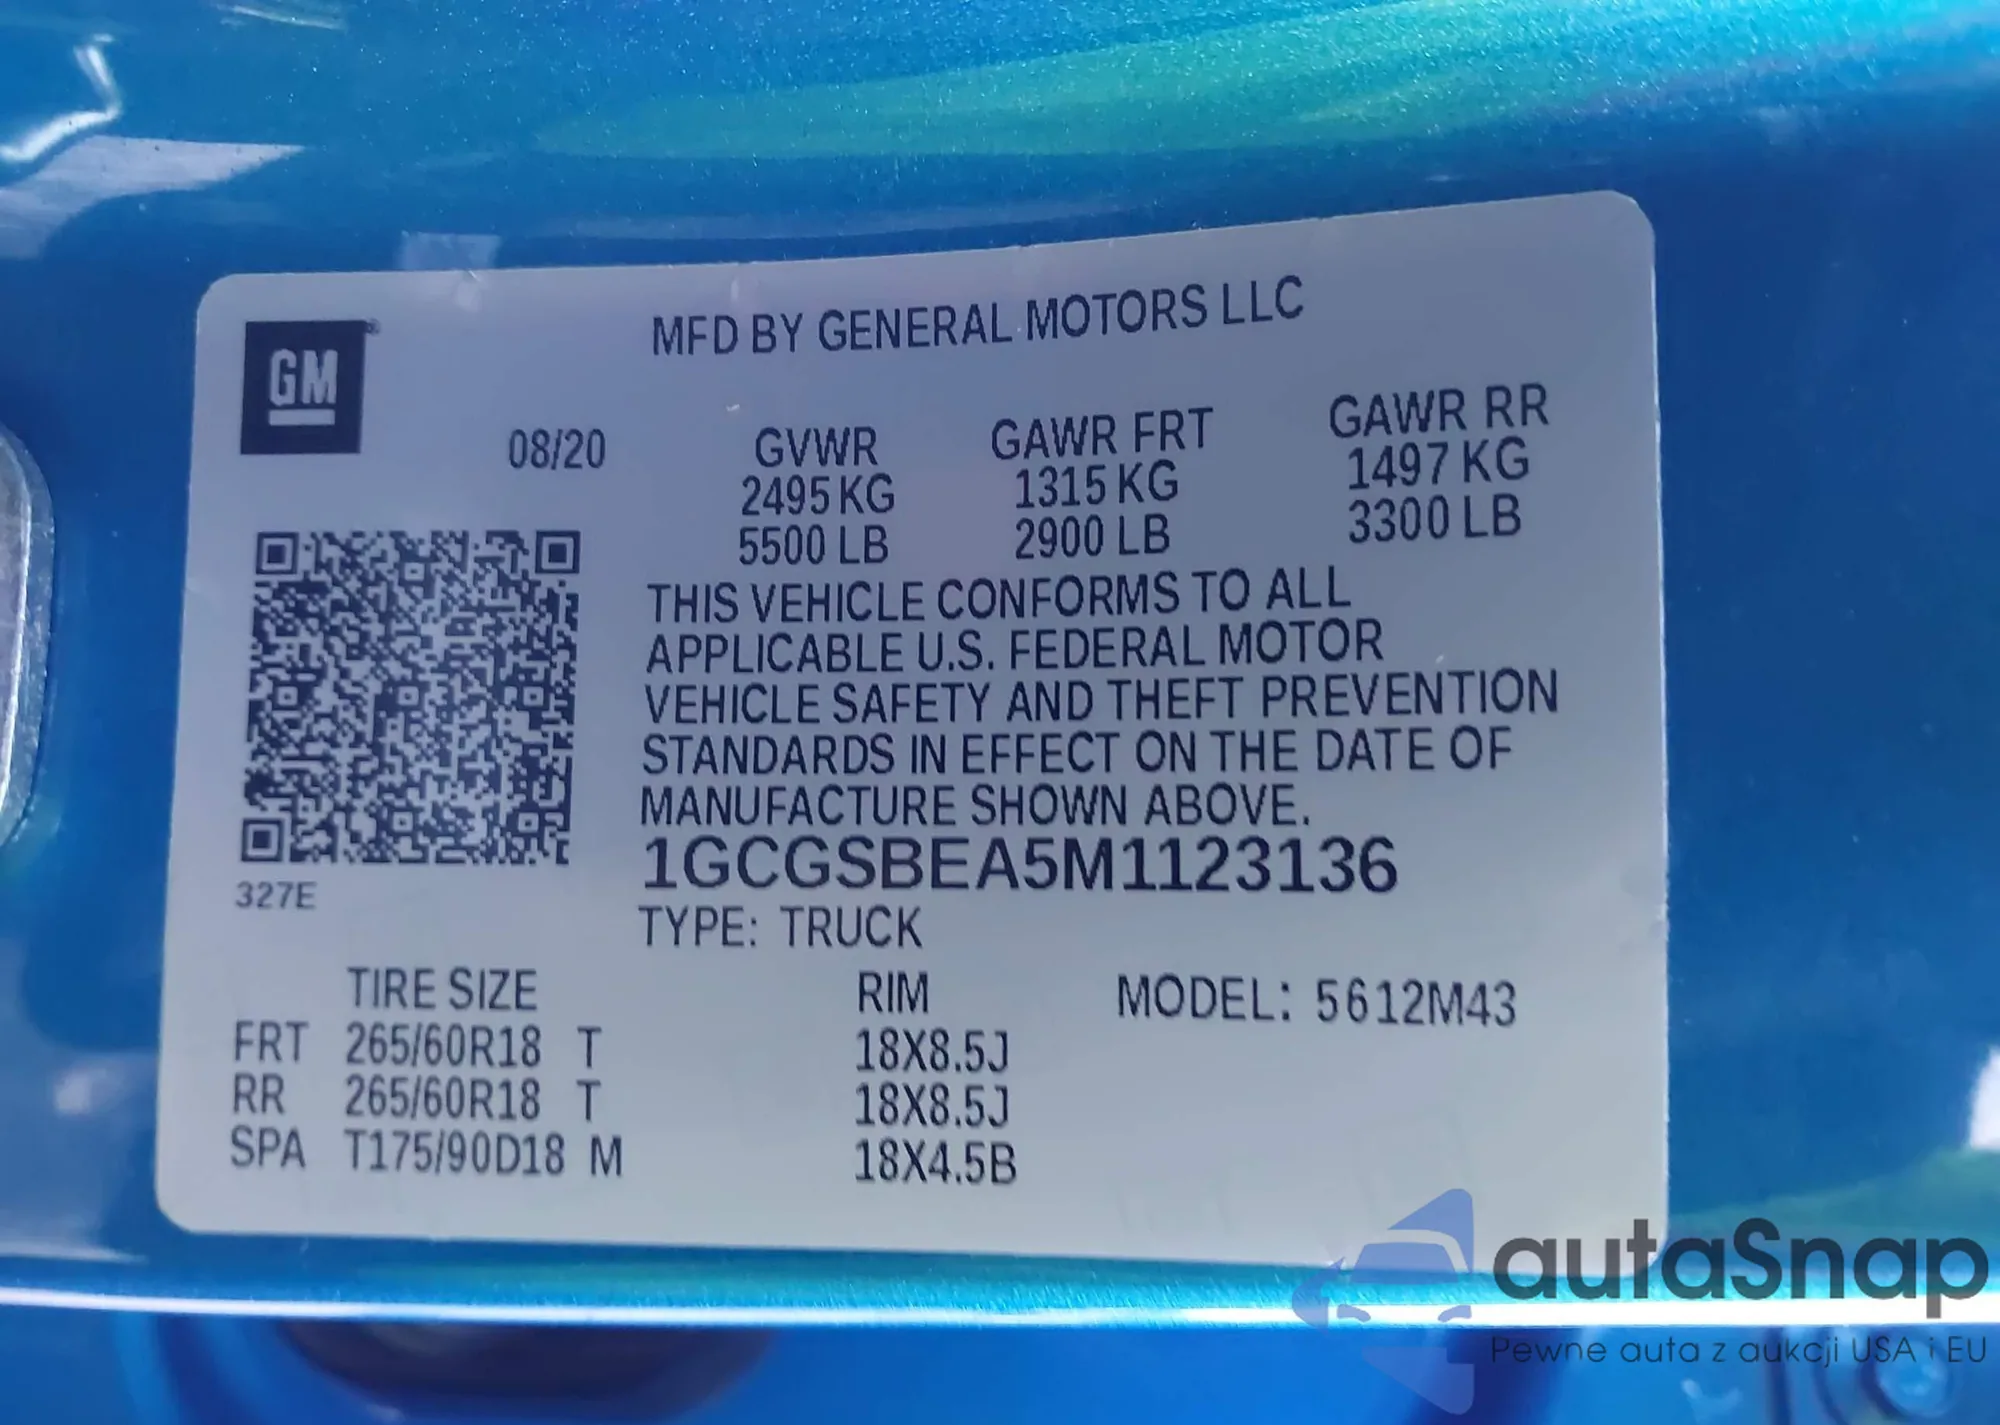 GM®
MFD BY GENERAL MOTORS LLC
08/20
GVWR GAWR FRT GAWR RR
2495 KG 1315 KG 1497 KG
5500 LB 2900 LB 3300 LB
THIS VEHICLE CONFORMS TO ALL
APPLICABLE U.S. FEDERAL MOTOR
VEHICLE SAFETY AND THEFT PREVENTION
STANDARDS IN EFFECT ON THE DATE OF
MANUFACTURE SHOWN ABOVE.
1GCGSBEA5M1123136
327E
TYPE: TRUCK
TIRE SIZE RIM MODEL: 5612M43
FRT 265/60R18 T 18X8.5J
RR 265/60R18 T 18X8.5J
SPA T175/90D18 M 18X4.5B
autaSnap
Pewne auta z aukcji USA i EU